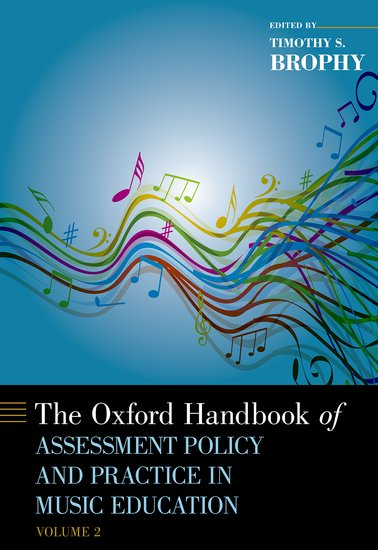 EDITED BY
TIMOTHY S.
BROPHY
The Oxford Handbook of
ASSESSMENT POLICY
AND PRACTICE IN
MUSIC EDUCATION
VOLUME 2